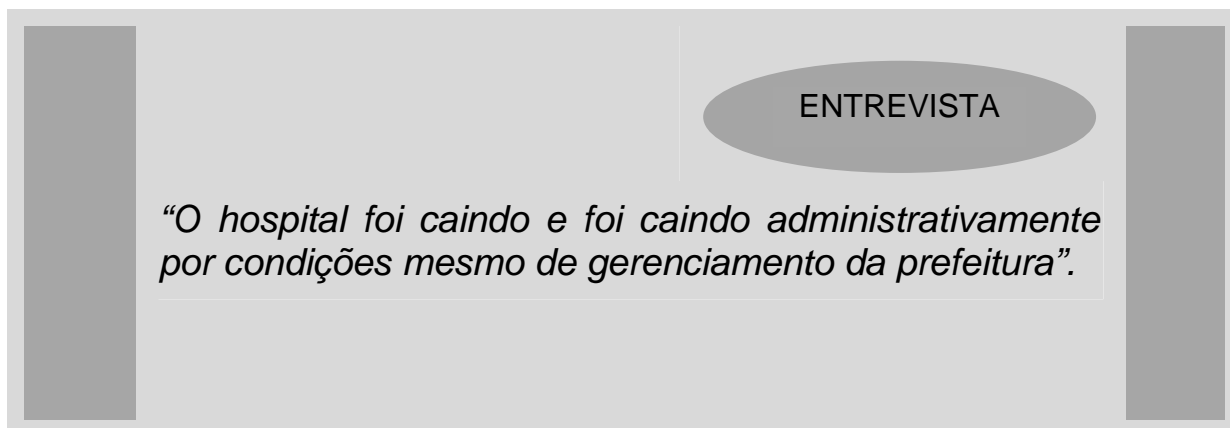 ENTREVISTA
“O hospital foi caindo e foi caindo administrativamente
por condições mesmo de gerenciamento da prefeitura”.